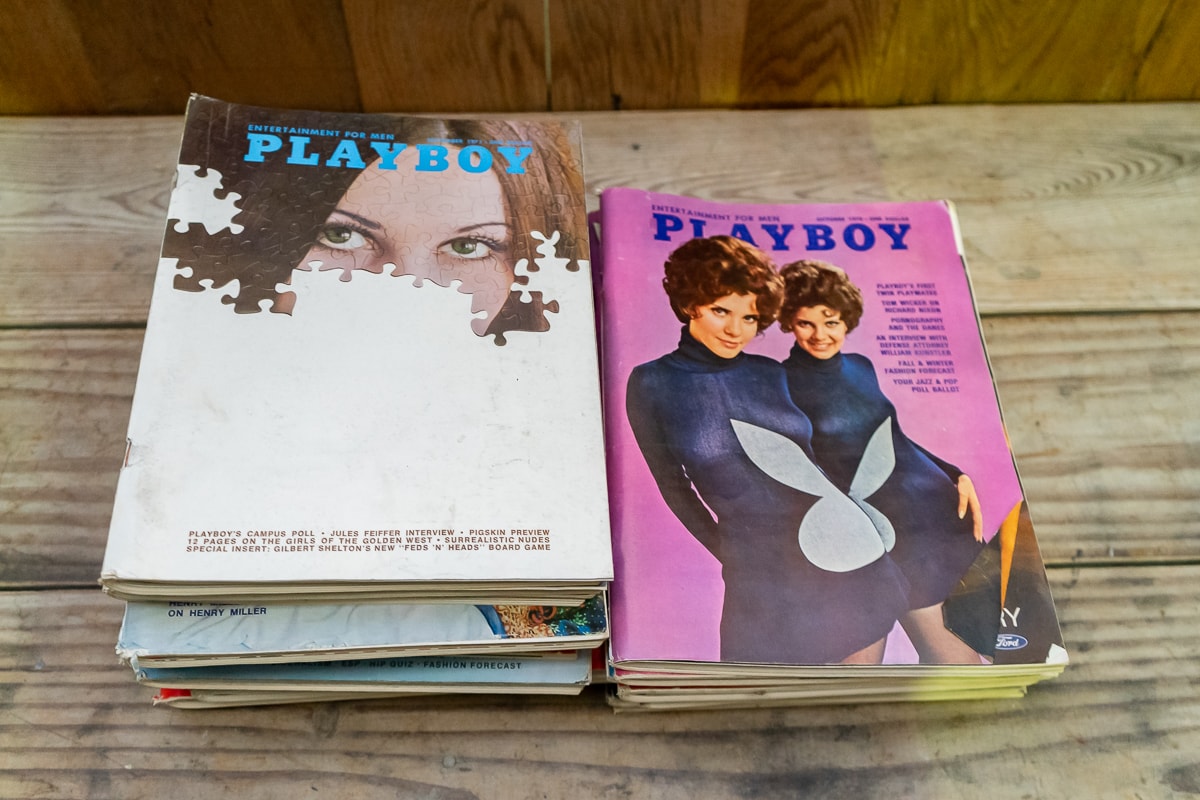 ENTERTAINMENT FOR MEN
PLAYBOY
PLAYBOY'S CAMPUS POLL • JULES FEIFFER INTERVIEW • PIGSKIN PREVIEW
12 PAGES ON THE GIRLS OF THE GOLDEN WEST • SURREALISTIC NUDES
SPECIAL INSERT: GILBERT SHELTON'S NEW "FEDS 'N' HEADS" BOARD GAME
ON HENRY MILLER
ESP • HIP QUIZ • FASHION FORECAST
ENTERTAINMENT FOR MEN
PLAYBOY
PLAYBOY'S FIRST
TWIN PLAYMATES
TOM WICKER ON
RICHARD NIXON
PORNOGRAPHY
AND THE DANES
AN INTERVIEW WITH
DEFENSE ATTORNEY
WILLIAM KUNSTLER
FALL & WINTER
FASHION FORECAST
YOUR JAZZ & POP
POLL BALLOT
RY
Ford